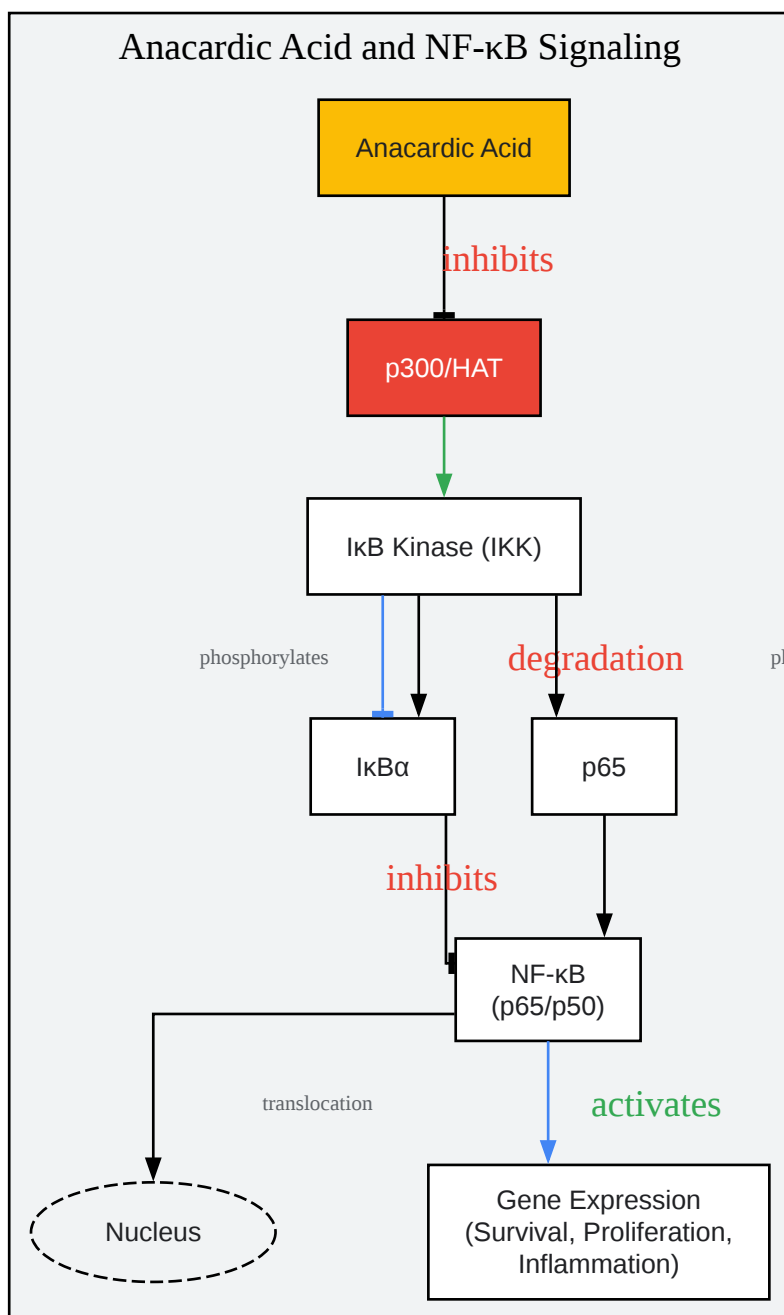 Anacardic Acid and NF-κB Signaling
Anacardic Acid
inhibits
p300/HAT
IκB Kinase (IKK)
phosphorylates
degradation
IκBα
p65
inhibits
NF-κB
(p65/p50)
translocation
activates
Nucleus
Gene Expression
(Survival, Proliferation,
Inflammation)